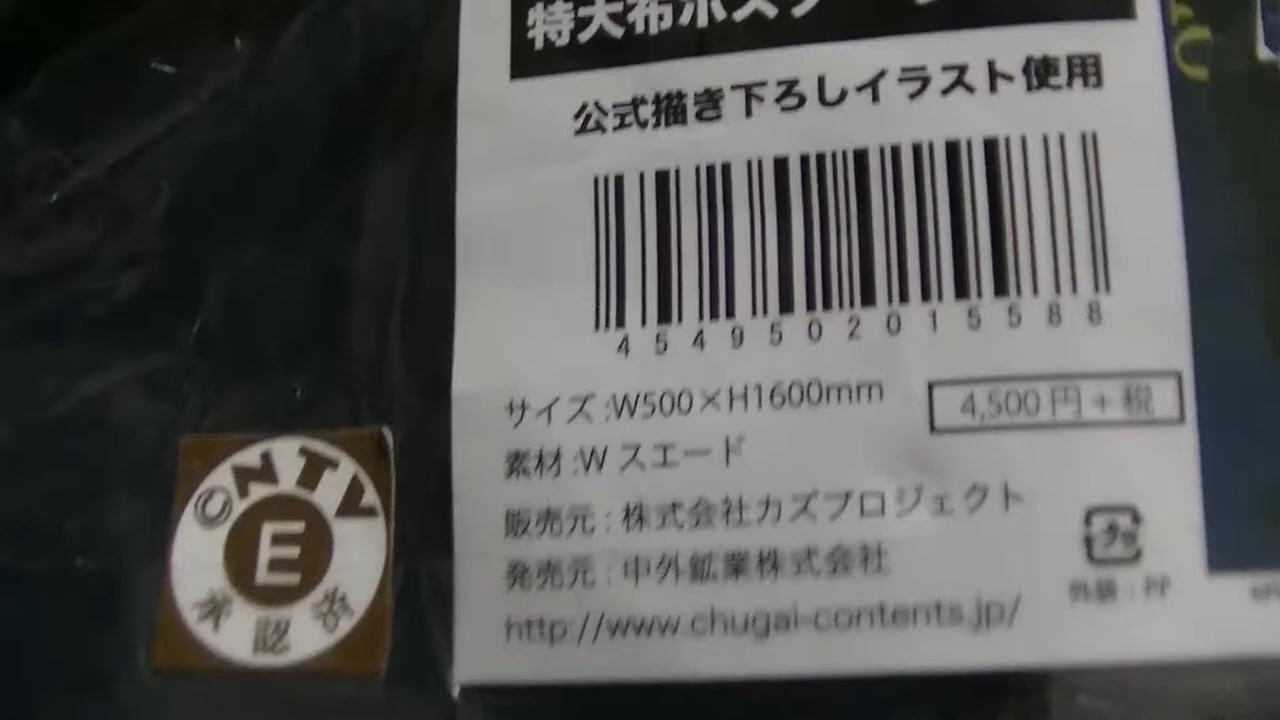 特大布ポスター
公式描き下ろしイラスト使用
4549502015588
サイズ:W500×H1600mm
4,500円+税
素材:Wスエード
販売元:株式会社カズプロジェクト
発売元:中外鉱業株式会社
http://www.chugai-contents.jp/
プラ
外装:PP
©NTV
E
承認